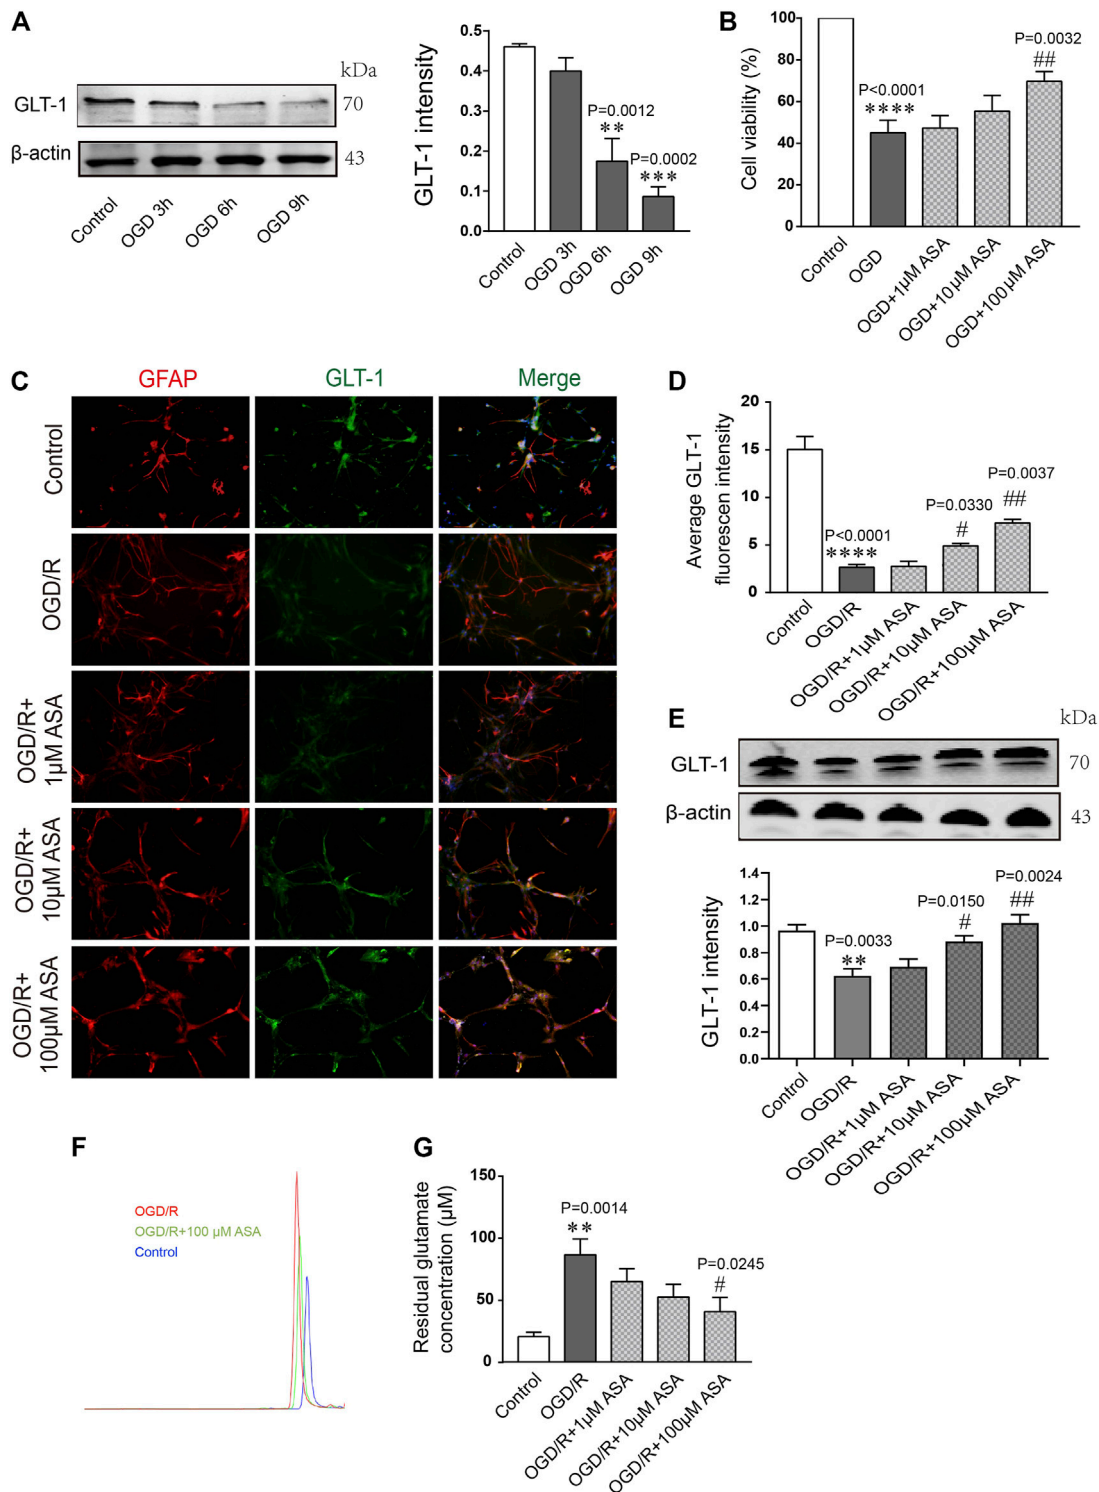 A
kDa
GLT-1
70
β-actin
43
Control
OGD 3h
OGD 6h
OGD 9h
GLT-1 intensity
0.5
0.4
0.3
0.2
0.1
0.0
P=0.0012
**
P=0.0002
***
Control
OGD 3h
OGD 6h
OGD 9h
B
Cell viability (%)
100
80
60
40
80
0
P<0.0001
****
P=0.0032
##
Control
OGD
OGD+1μM ASA
OGD+10μM ASA
OGD+100μM ASA
C
GFAP
GLT-1
Merge
Control
OGD/R
OGD/R+
1μM ASA
OGD/R+
10μM ASA
OGD/R+
100μM ASA
D
Average GLT-1
fluorescen intensity
20
15
10
5
0
P<0.0001
****
P=0.0330
#
P=0.0037
##
Control
OGD/R
OGD/R+1μM ASA
OGD/R+10μM ASA
OGD/R+100μM ASA
E
kDa
GLT-1
70
β-actin
43
GLT-1 intensity
1.4
1.2
1.0
0.8
0.6
0.4
0.2
0.0
P=0.0033
**
P=0.0150
#
P=0.0024
##
Control
OGD/R
OGD/R+1μM ASA
OGD/R+10μM ASA
OGD/R+100μM ASA
F
OGD/R
OGD/R+100 μM ASA
Control
G
Residual glutamate
concentration (μM)
150
100
50
0
P=0.0014
**
P=0.0245
#
Control
OGD/R
OGD/R+1μM ASA
OGD/R+10μM ASA
OGD/R+100μM ASA